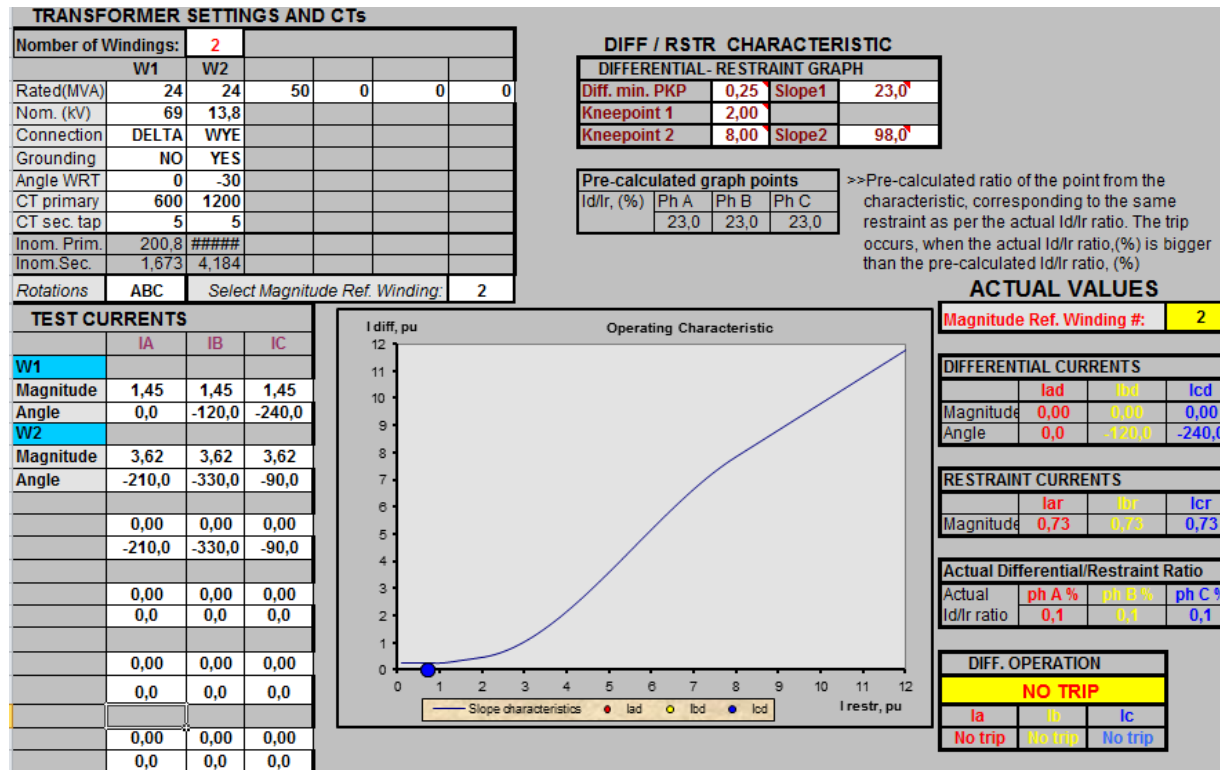 TRANSFORMER SETTINGS AND CTs
Nomber of Windings: 2
W1 W2
Rated(MVA) 24 24 50 0 0 0
Nom. (kV) 69 13,8
Connection DELTA WYE
Grounding NO YES
Angle WRT 0 -30
CT primary 600 1200
CT sec. tap 5 5
Inom. Prim. 200,8 #####
Inom.Sec. 1,673 4,184
Rotations ABC Select Magnitude Ref. Winding: 2
DIFF / RSTR CHARACTERISTIC
DIFFERENTIAL- RESTRAINT GRAPH
Diff. min. PKP 0,25 Slope1 23,0
Kneepoint 1 2,00
Kneepoint 2 8,00 Slope2 98,0
Pre-calculated graph points
Id/Ir, (%) Ph A Ph B Ph C
23,0 23,0 23,0
>>Pre-calculated ratio of the point from the
characteristic, corresponding to the same
restraint as per the actual Id/Ir ratio. The trip
occurs, when the actual Id/Ir ratio,(%) is bigger
than the pre-calculated Id/Ir ratio, (%)
TEST CURRENTS
IA IB IC
W1
Magnitude 1,45 1,45 1,45
Angle 0,0 -120,0 -240,0
W2
Magnitude 3,62 3,62 3,62
Angle -210,0 -330,0 -90,0
0,00 0,00 0,00
-210,0 -330,0 -90,0
0,00 0,00 0,00
0,0 0,0 0,0
0,00 0,00 0,00
0,0 0,0 0,0
0,00 0,00 0,00
0,0 0,0 0,0
I diff, pu
Operating Characteristic
12
11
10
9
8
7
6
5
4
3
2
1
0
0 1 2 3 4 5 6 7 8 9 10 11 12
Slope characteristics Iad Ibd Icd
I restr, pu
ACTUAL VALUES
Magnitude Ref. Winding #: 2
DIFFERENTIAL CURRENTS
Iad Ibd Icd
Magnitude 0,00 0,00 0,00
Angle 0,0 -120,0 -240,0
RESTRAINT CURRENTS
Iar Ibr Icr
Magnitude 0,73 0,73 0,73
Actual Differential/Restraint Ratio
Actual ph A % ph B % ph C %
Id/Ir ratio 0,1 0,1 0,1
DIFF. OPERATION
NO TRIP
Ia Ib Ic
No trip No trip No trip